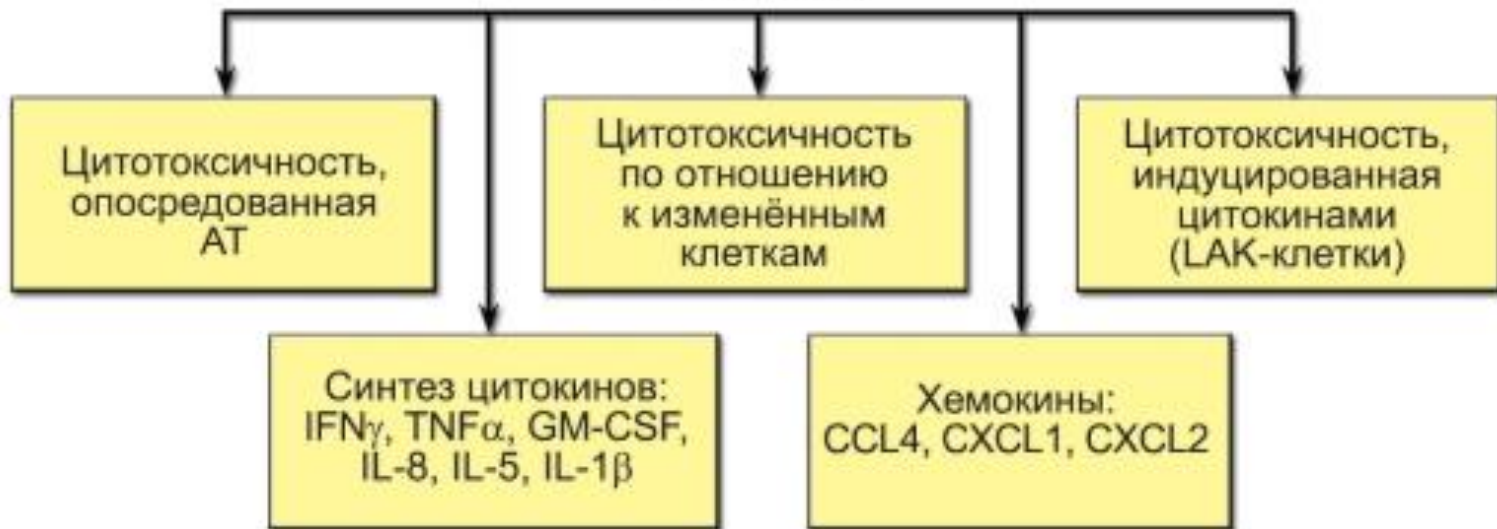 Цитотоксичность,
опосредованная
АТ
Цитотоксичность
по отношению
к изменённым
клеткам
Цитотоксичность,
индуцированная
цитокинами
(LAK-клетки)
Синтез цитокинов:
IFNγ, TNFα, GM-CSF,
IL-8, IL-5, IL-1β
Хемокины:
CCL4, CXCL1, CXCL2